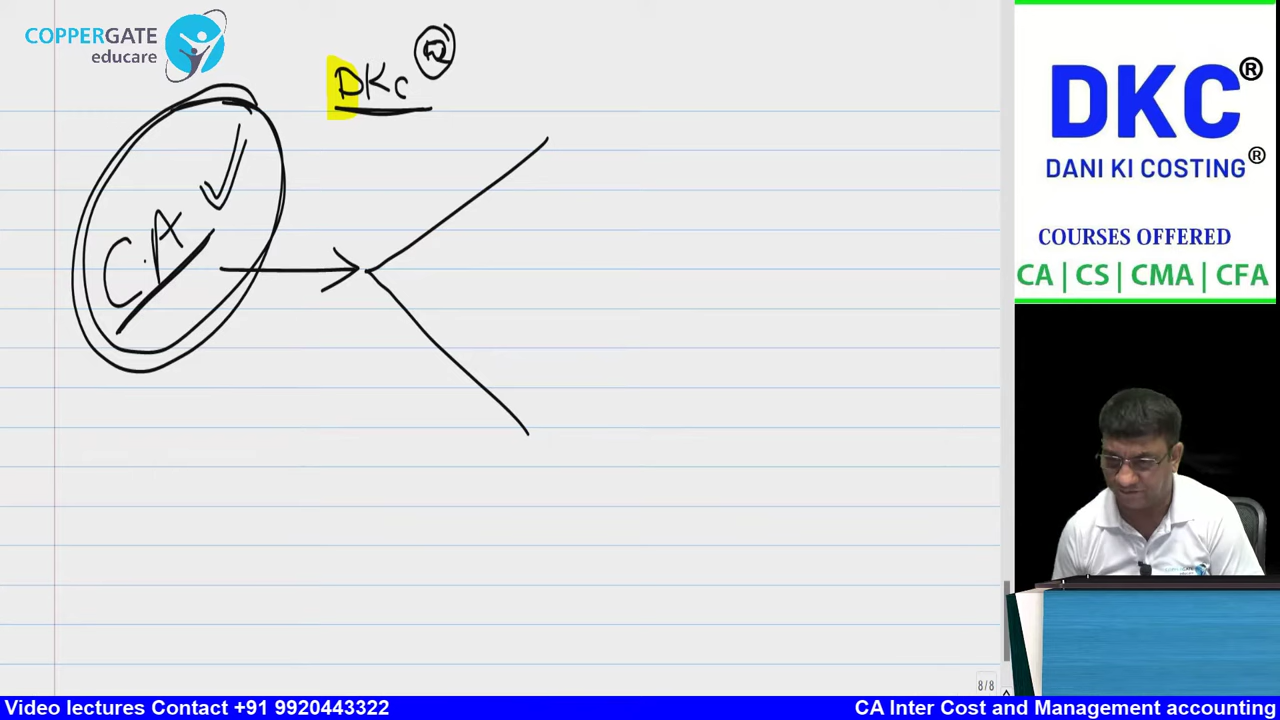 COPPERGATE
educare
DKC ®
C.A
DKC®
DANI KI COSTING®
COURSES OFFERED
CA | CS | CMA | CFA
COPPERGATE
8/8
Video lectures Contact +91 9920443322
CA Inter Cost and Management accounting